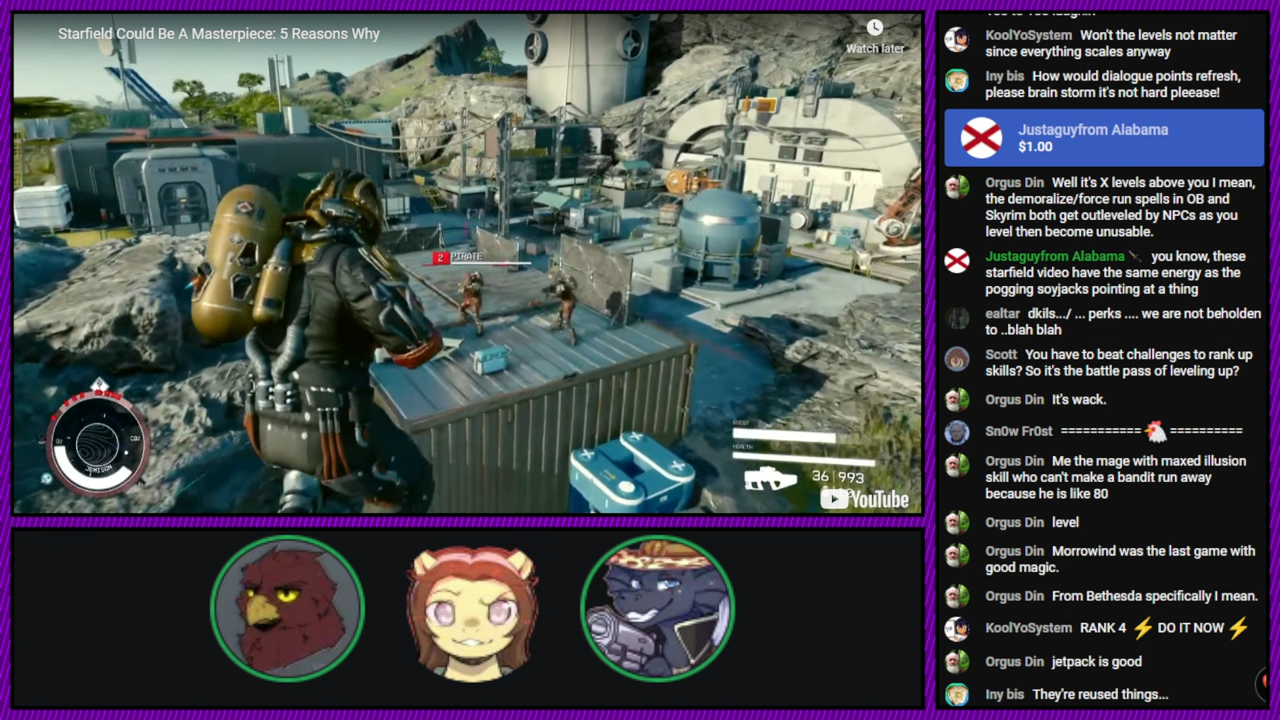 Starfield Could Be A Masterpiece: 5 Reasons Why
Watch later
2 PIRATE
BOOST
HEALTH
36 | 993
YouTube
KoolYoSystem Won't the levels not matter
since everything scales anyway
Iny bis How would dialogue points refresh,
please brain storm it's not hard pleease!
Justaguyfrom Alabama
$1.00
Orgus Din Well it's X levels above you I mean,
the demoralize/force run spells in OB and
Skyrim both get outleveled by NPCs as you
level then become unusable.
Justaguyfrom Alabama you know, these
starfield video have the same energy as the
pogging soyjacks pointing at a thing
ealtar dkils.../ ... perks .... we are not beholden
to ..blah blah
Scott You have to beat challenges to rank up
skills? So it's the battle pass of leveling up?
Orgus Din It's wack.
Sn0w Fr0st =========== 🐔 ==========
Orgus Din Me the mage with maxed illusion
skill who can't make a bandit run away
because he is like 80
Orgus Din level
Orgus Din Morrowind was the last game with
good magic.
Orgus Din From Bethesda specifically I mean.
KoolYoSystem RANK 4 ⚡ DO IT NOW ⚡
Orgus Din jetpack is good
Iny bis They're reused things...